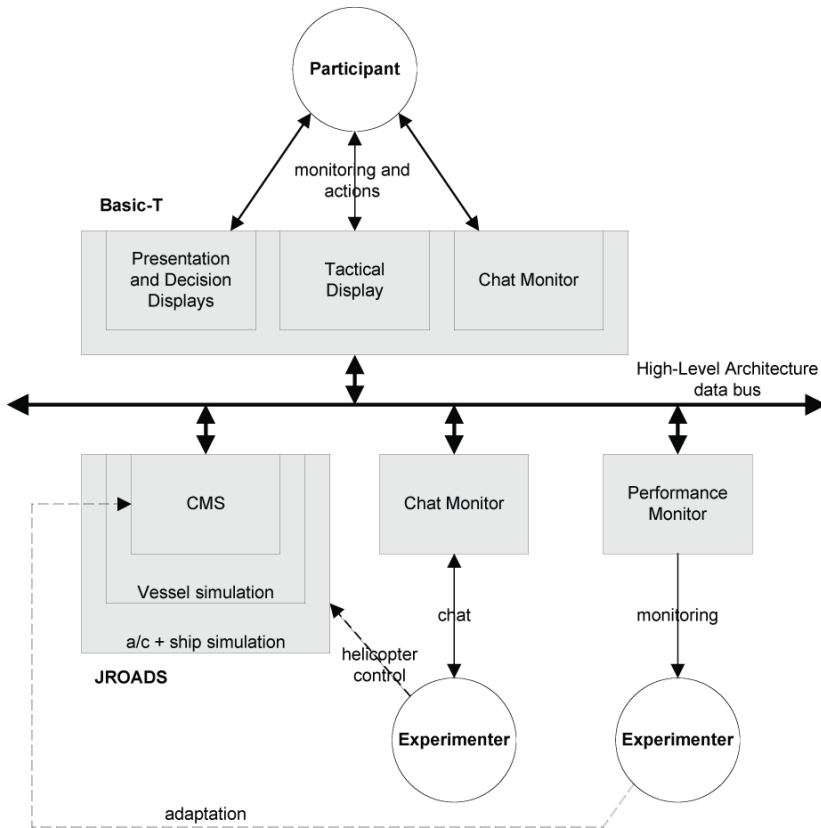 Participant
monitoring and
actions
Basic-T
Presentation
and Decision
Displays
Tactical
Display
Chat Monitor
High-Level Architecture
data bus
CMS
Chat Monitor
Performance
Monitor
Vessel simulation
a/c + ship simulation
JROADS
chat
monitoring
helicopter
control
Experimenter
Experimenter
adaptation